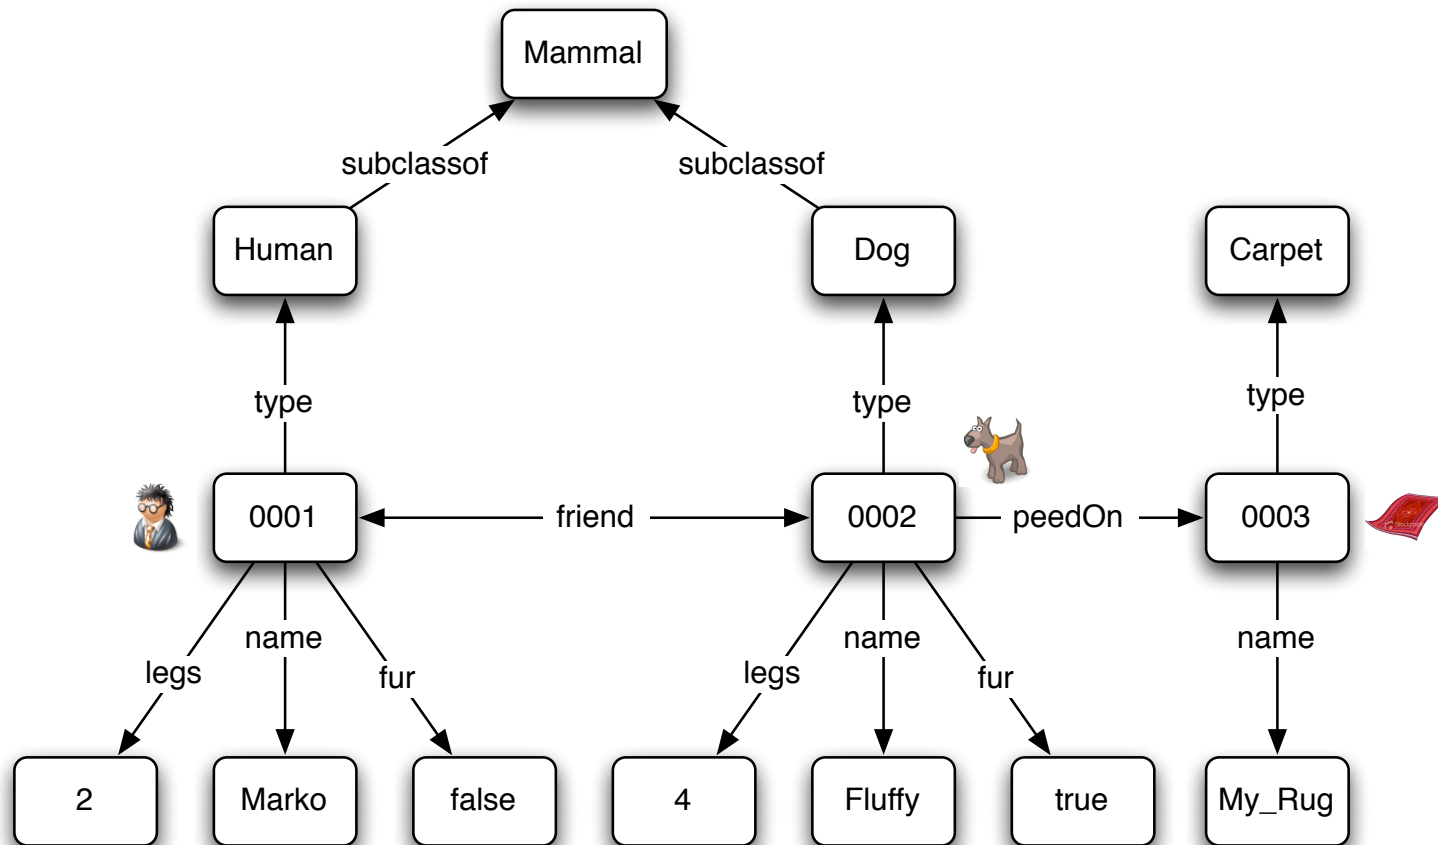 Mammal
subclassof
subclassof
Human
Dog
Carpet
type
type
type
0001
friend
0002
peedOn
0003
name
name
name
legs
fur
legs
fur
2
Marko
false
4
Fluffy
true
My_Rug